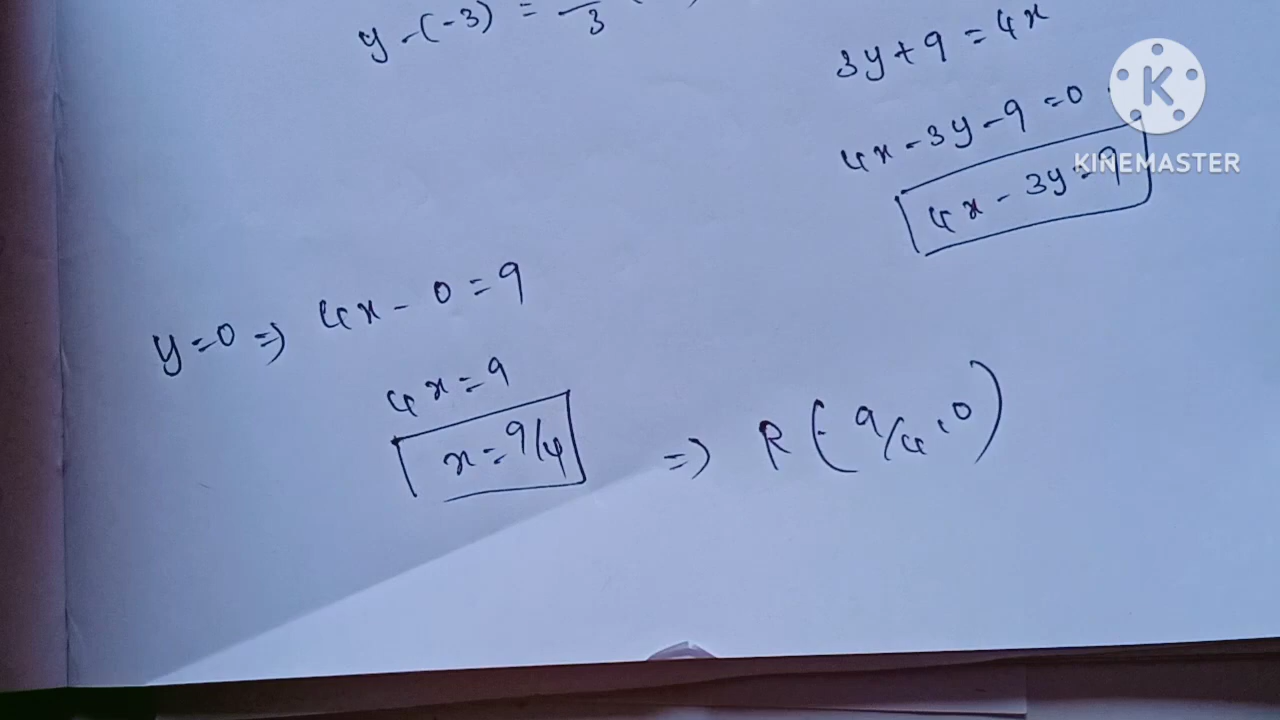 y-(-3) = /3
3y+9=4x
4x-3y-9=0
4x-3y=9
y=0 ⇒ 4x-0=9
4x=9
x=9/4 ⇒ R(9/4,0)
K
KINEMASTER